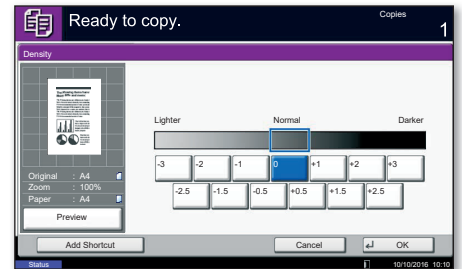 Ready to copy.
Copies
1
Density
Lighter
Normal
Darker
-3
-2
-1
0
+1
+2
+3
-2.5
-1.5
-0.5
+0.5
+1.5
+2.5
Original : A4
Zoom : 100%
Paper : A4
Preview
Add Shortcut
Cancel
OK
Status
10/10/2016 10:10